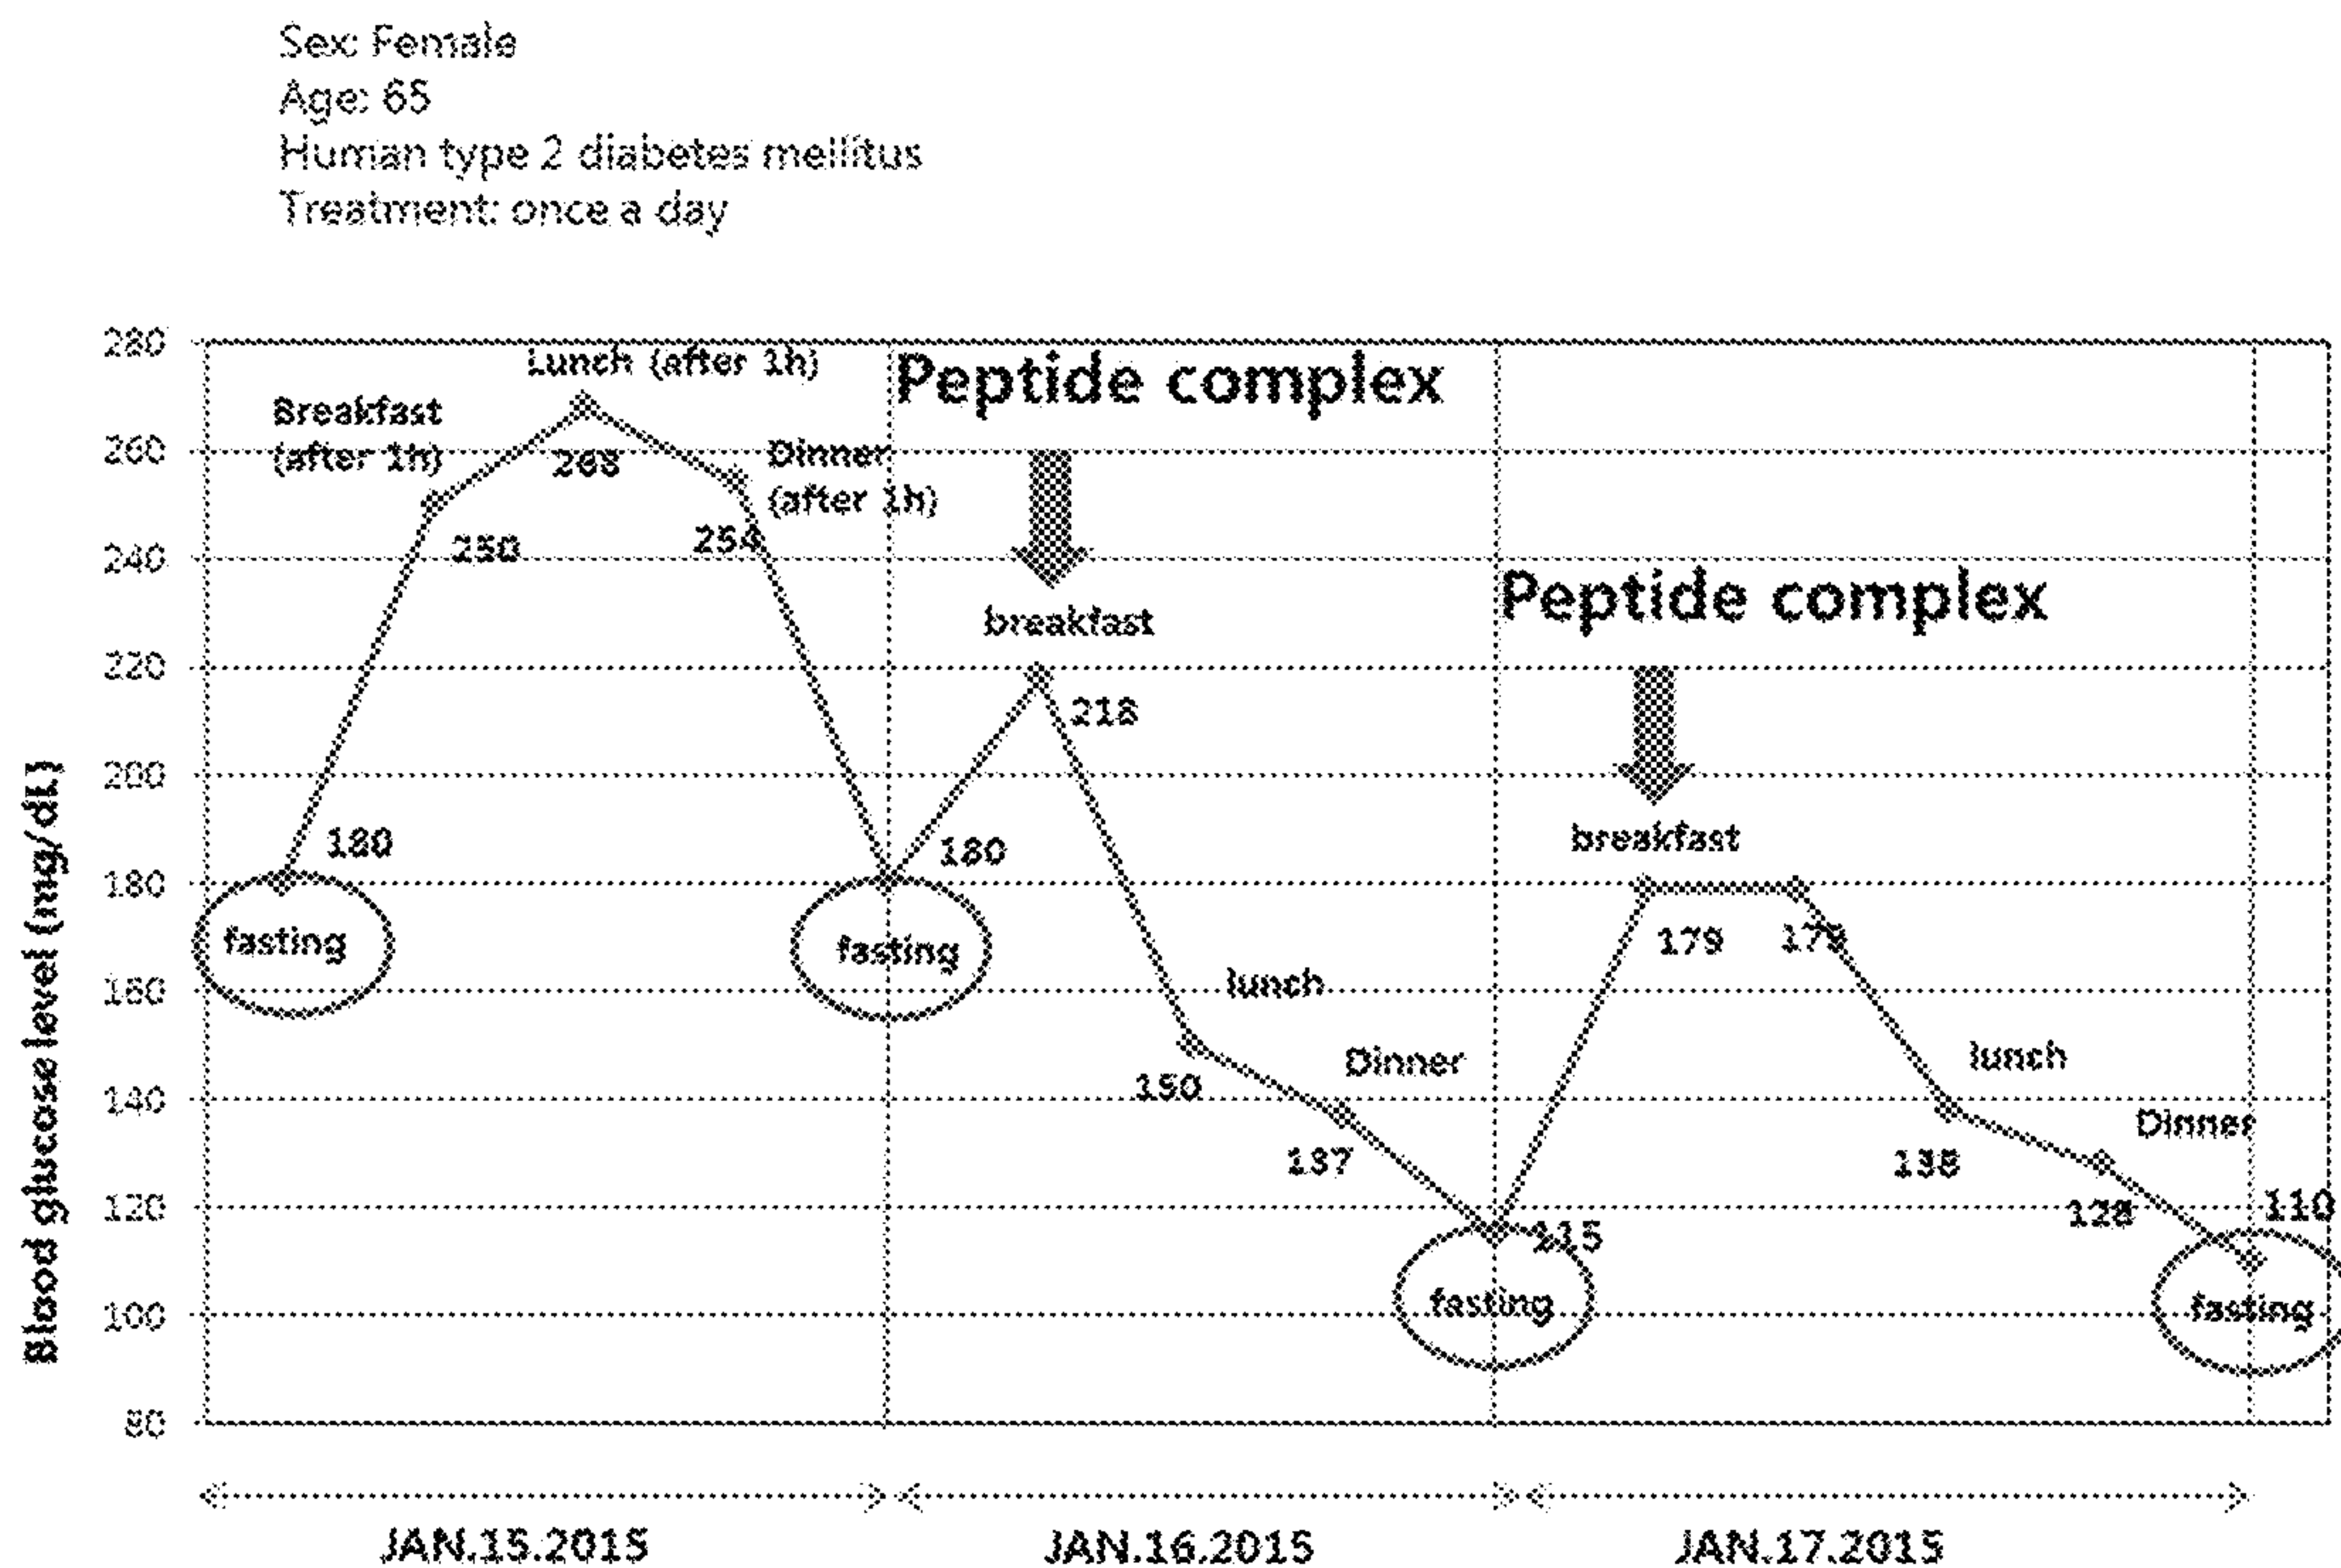 Sex: Female
Age: 65
Human type 2 diabetes mellitus
Treatment: once a day
Blood glucose level (mg/dL)
280
260
240
220
200
180
160
140
120
100
80
Lunch (after 1h)
Breakfast
(after 1h)
268
Dinner
(after 1h)
250
254
180
fasting
Peptide complex
breakfast
218
180
fasting
lunch
150
Dinner
137
115
fasting
Peptide complex
breakfast
179
lunch
138
Dinner
128
110
fasting
JAN.15.2015
JAN.16.2015
JAN.17.2015